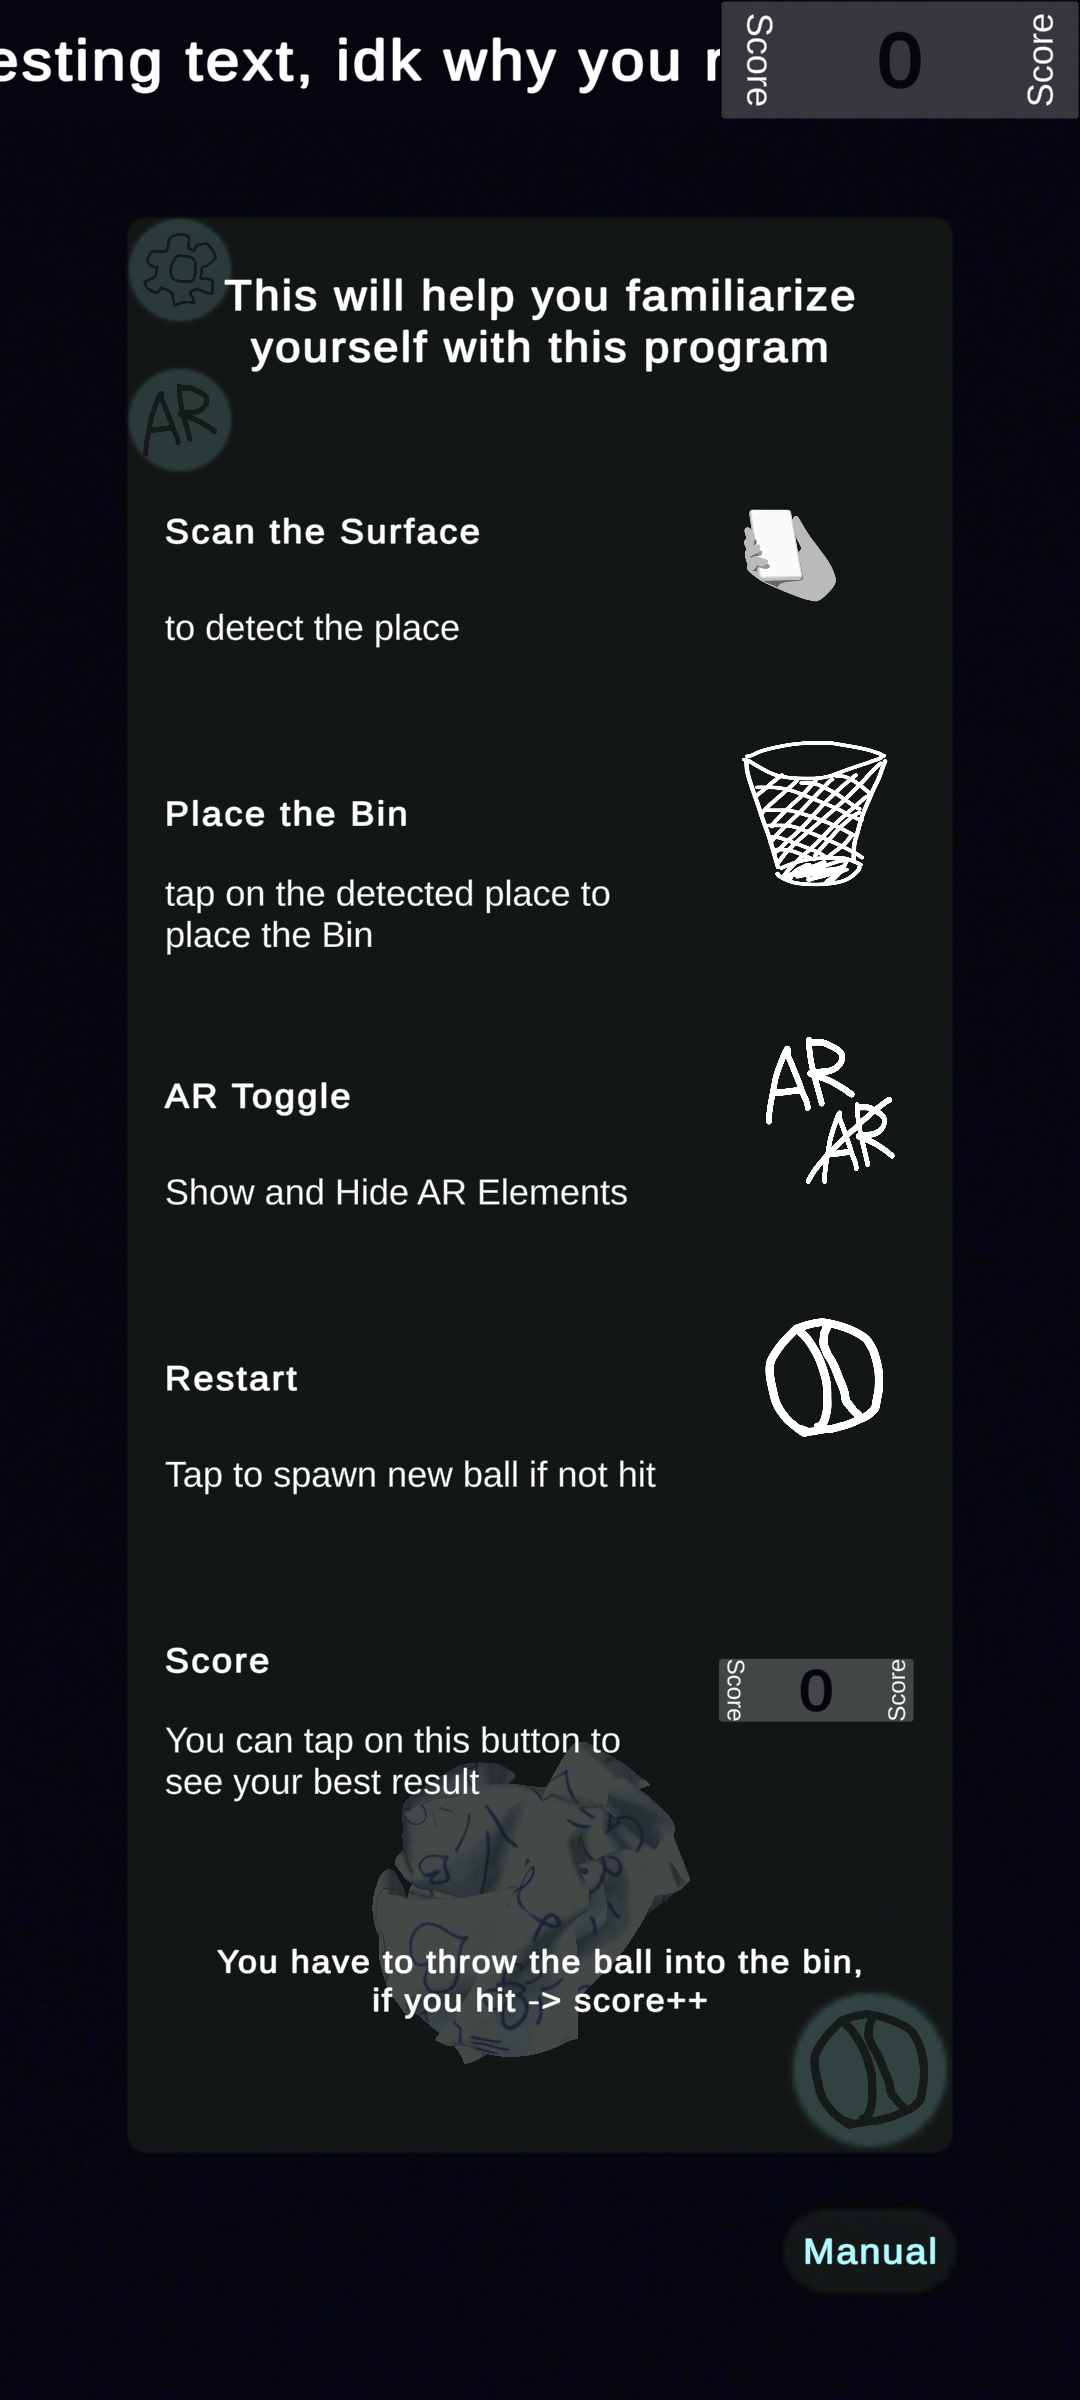 esting text, idk why you r
Score 0 Score
This will help you familiarize
yourself with this program
AR
Scan the Surface
to detect the place
Place the Bin
tap on the detected place to
place the Bin
AR
AR
AR Toggle
Show and Hide AR Elements
Restart
Tap to spawn new ball if not hit
Score
Score 0 Score
You can tap on this button to
see your best result
You have to throw the ball into the bin,
if you hit -> score++
Manual